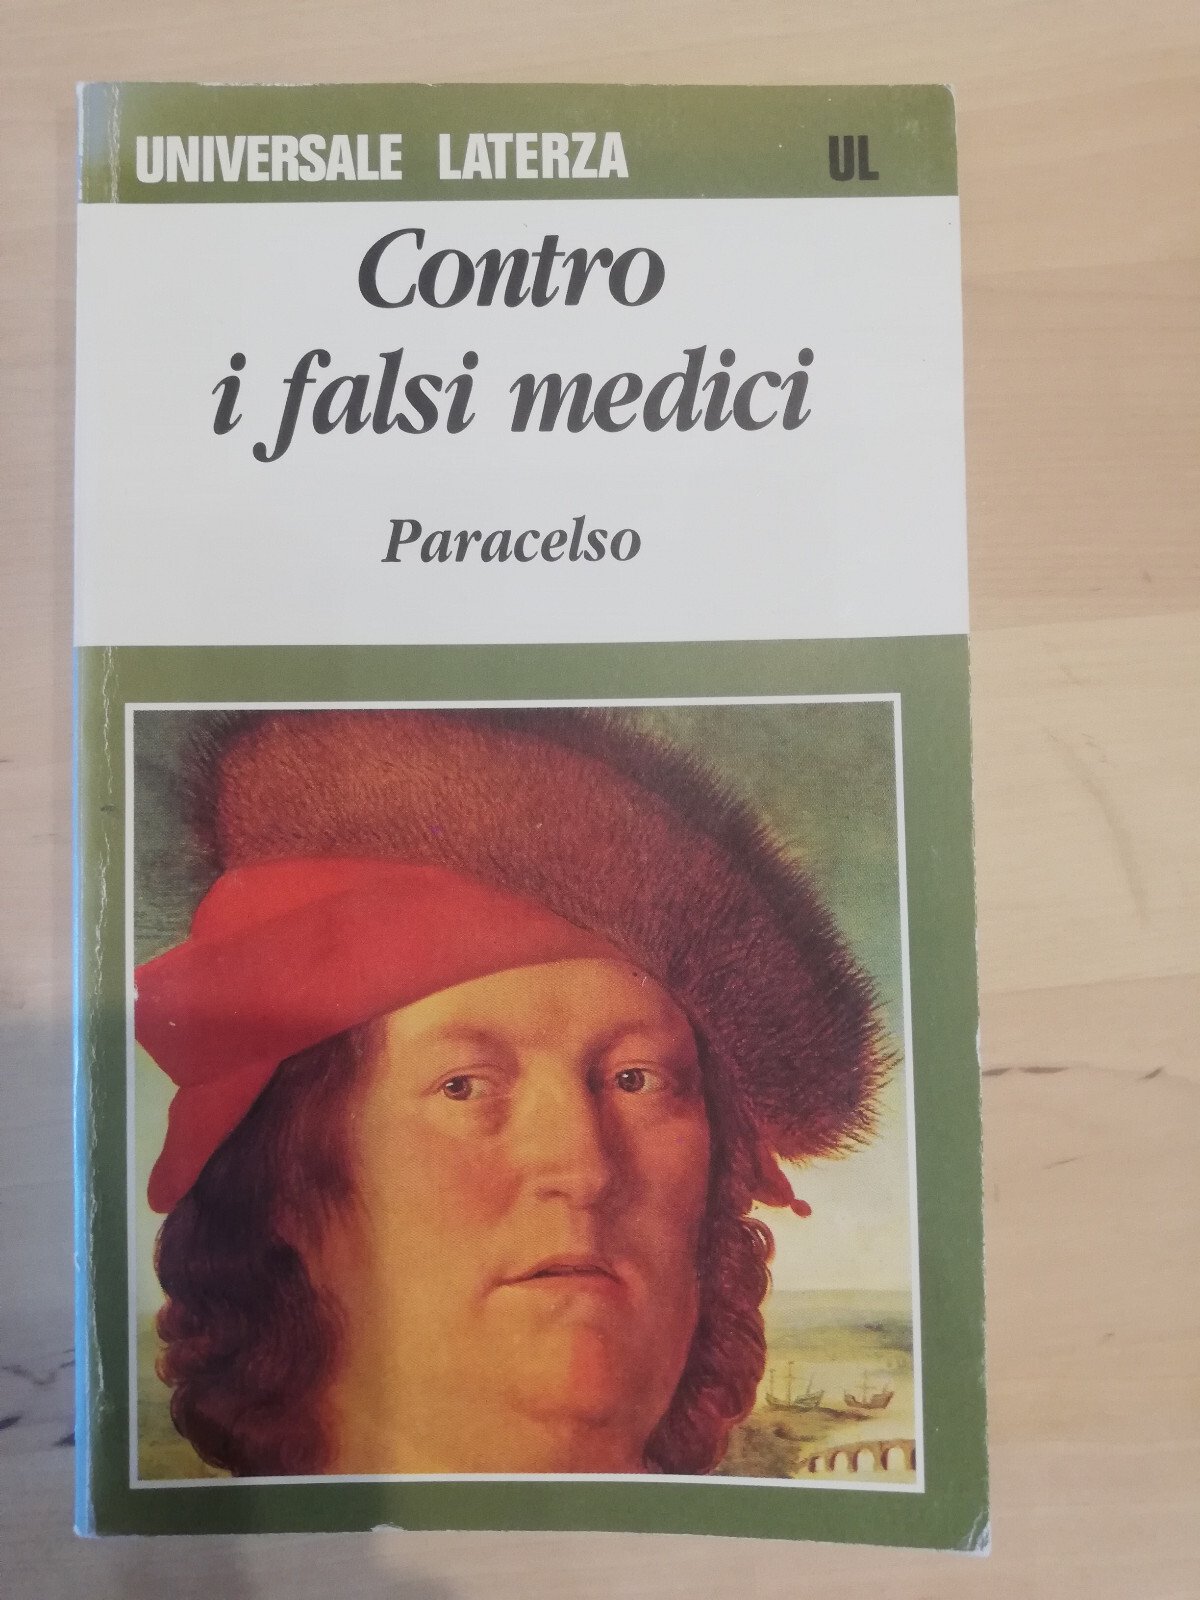 UNIVERSALE LATERZA UL
Contro
i falsi medici
Paracelso